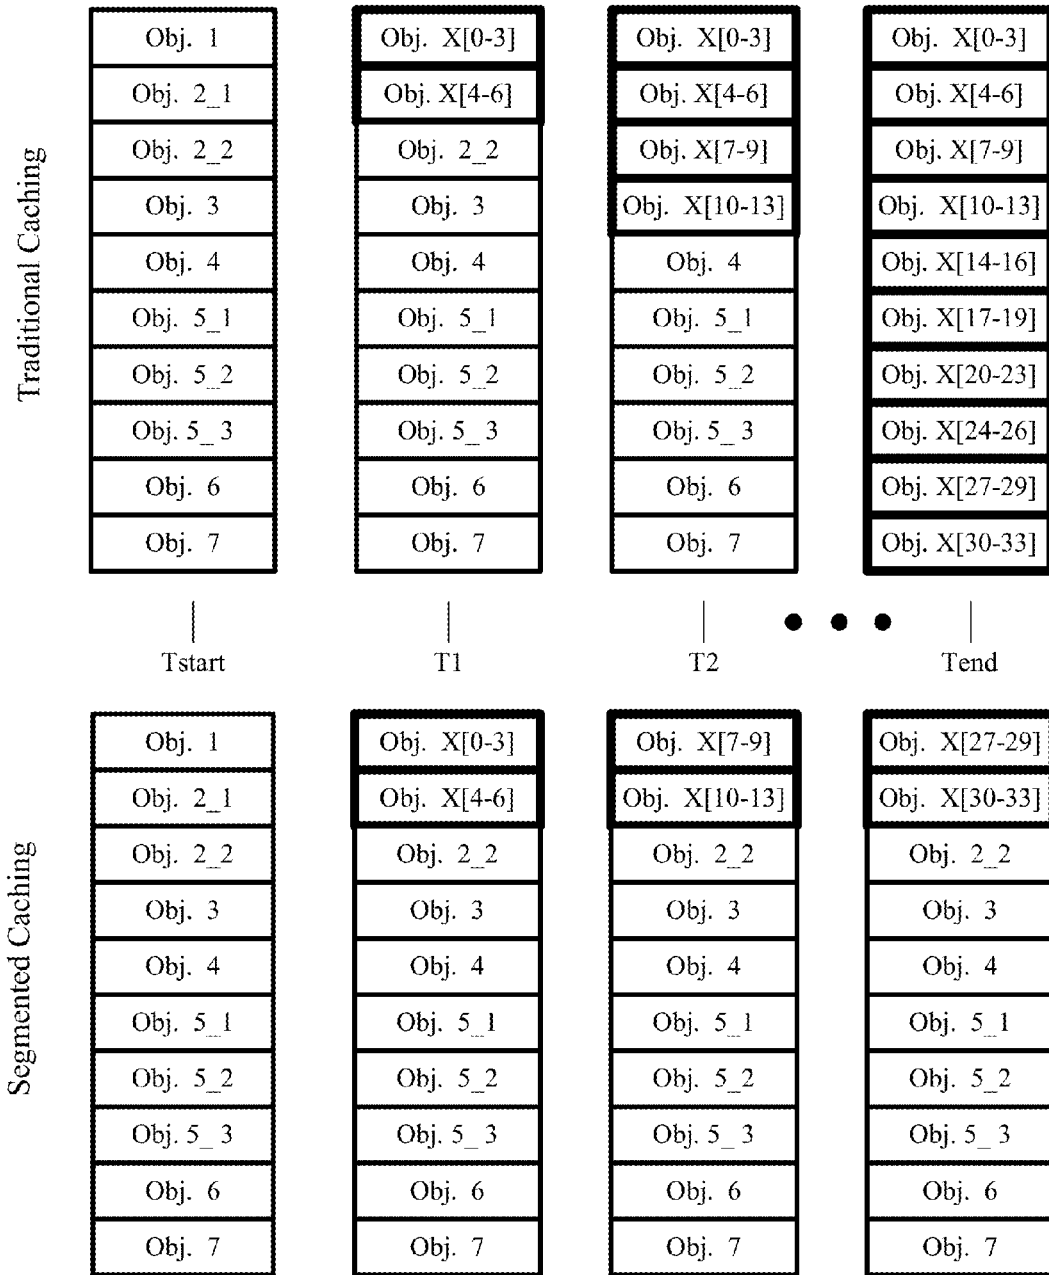 Traditional Caching
Obj. 1
Obj. 2_1
Obj. 2_2
Obj. 3
Obj. 4
Obj. 5_1
Obj. 5_2
Obj. 5_3
Obj. 6
Obj. 7
Obj. X[0-3]
Obj. X[4-6]
Obj. 2_2
Obj. 3
Obj. 4
Obj. 5_1
Obj. 5_2
Obj. 5_3
Obj. 6
Obj. 7
Obj. X[0-3]
Obj. X[4-6]
Obj. X[7-9]
Obj. X[10-13]
Obj. 4
Obj. 5_1
Obj. 5_2
Obj. 5_3
Obj. 6
Obj. 7
Obj. X[0-3]
Obj. X[4-6]
Obj. X[7-9]
Obj. X[10-13]
Obj. X[14-16]
Obj. X[17-19]
Obj. X[20-23]
Obj. X[24-26]
Obj. X[27-29]
Obj. X[30-33]
Tstart
T1
T2
Tend
Segmented Caching
Obj. 1
Obj. 2_1
Obj. 2_2
Obj. 3
Obj. 4
Obj. 5_1
Obj. 5_2
Obj. 5_3
Obj. 6
Obj. 7
Obj. X[0-3]
Obj. X[4-6]
Obj. 2_2
Obj. 3
Obj. 4
Obj. 5_1
Obj. 5_2
Obj. 5_3
Obj. 6
Obj. 7
Obj. X[7-9]
Obj. X[10-13]
Obj. 2_2
Obj. 3
Obj. 4
Obj. 5_1
Obj. 5_2
Obj. 5_3
Obj. 6
Obj. 7
Obj. X[27-29]
Obj. X[30-33]
Obj. 2_2
Obj. 3
Obj. 4
Obj. 5_1
Obj. 5_2
Obj. 5_3
Obj. 6
Obj. 7